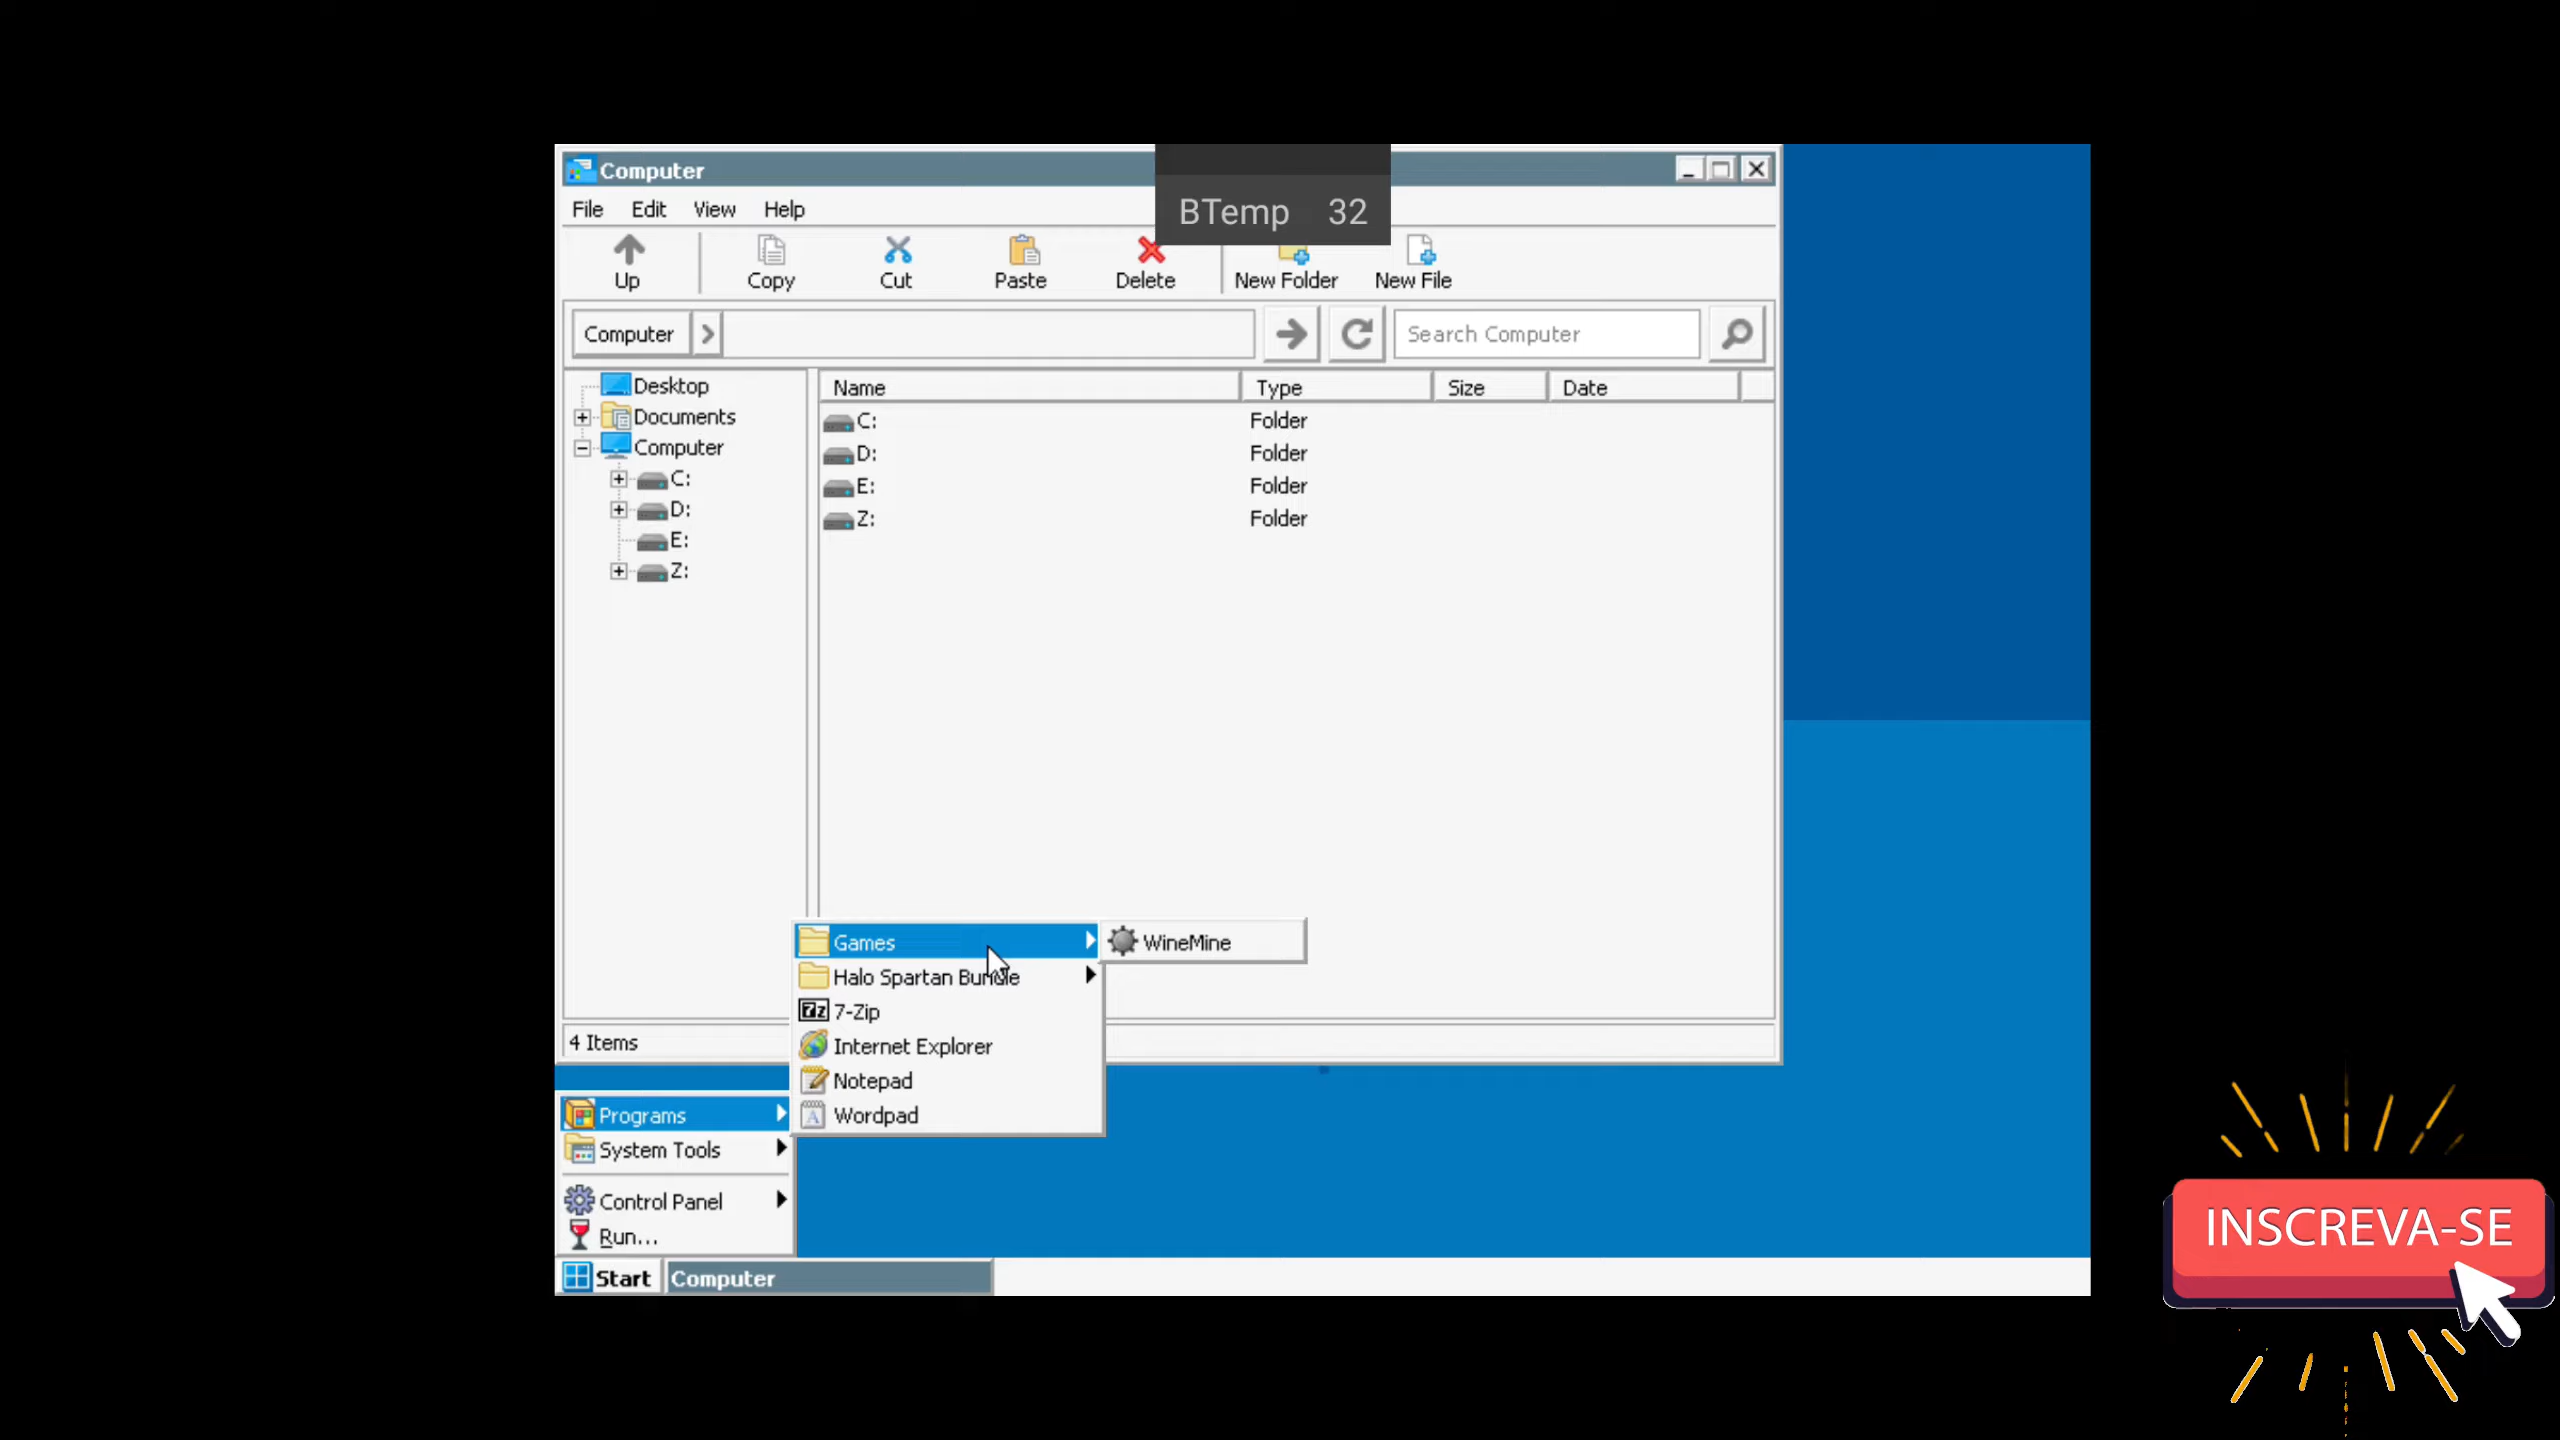 Computer
BTemp 32
File Edit View Help
Up Copy Cut Paste Delete New Folder New File
Computer Search Computer
Desktop
Documents
Computer
C:
D:
E:
Z:
Name Type Size Date
C: Folder
D: Folder
E: Folder
Z: Folder
4 Items
Games
Halo Spartan Bundle
7-Zip
Internet Explorer
Notepad
Wordpad
WineMine
Programs
System Tools
Control Panel
Run...
Start Computer
INSCREVA-SE